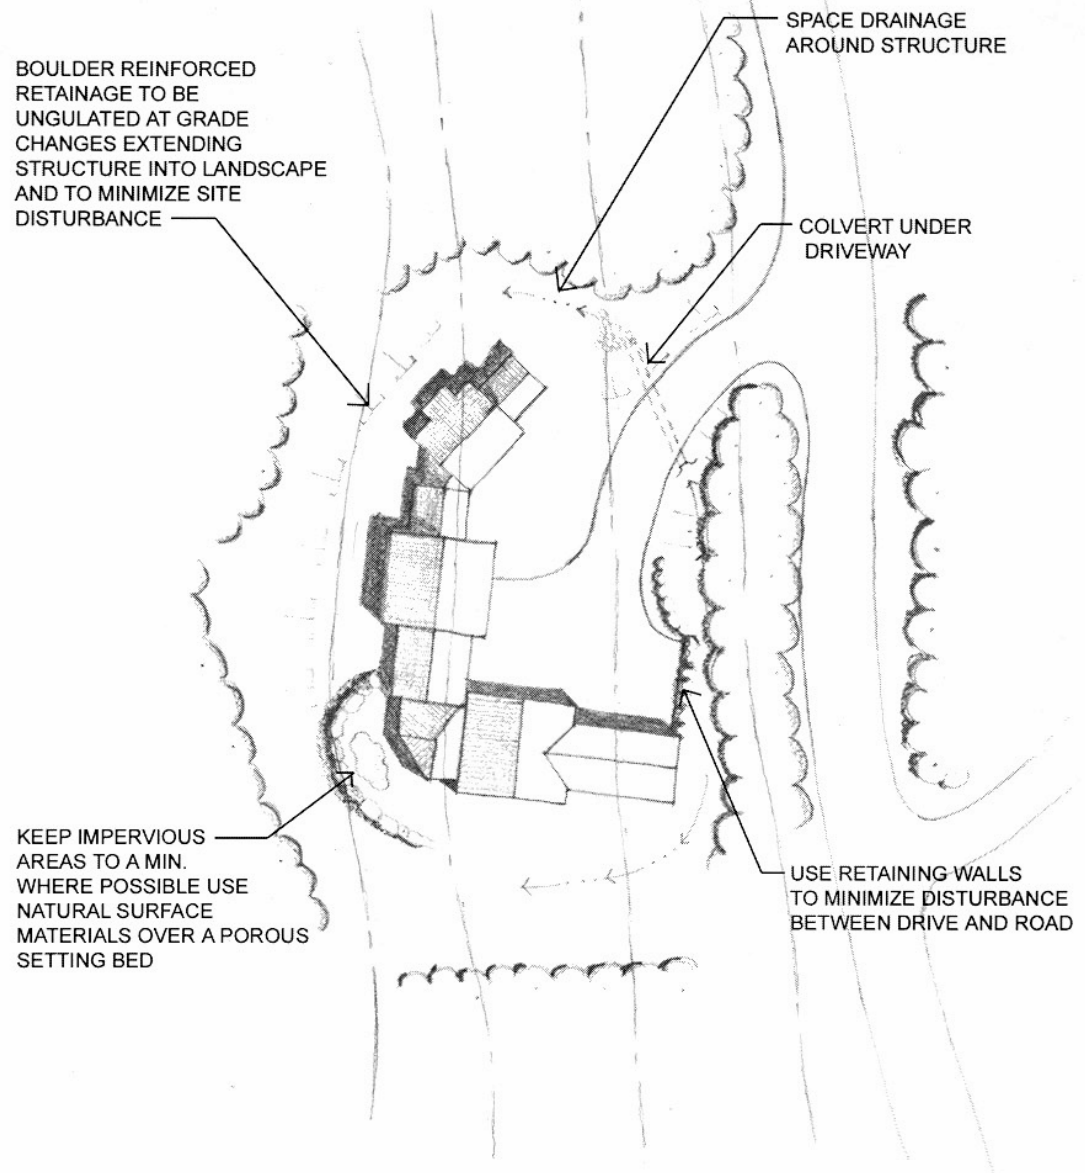 SPACE DRAINAGE
AROUND STRUCTURE
BOULDER REINFORCED
RETAINAGE TO BE
UNGULATED AT GRADE
CHANGES EXTENDING
STRUCTURE INTO LANDSCAPE
AND TO MINIMIZE SITE
DISTURBANCE
COLVERT UNDER
DRIVEWAY
KEEP IMPERVIOUS
AREAS TO A MIN.
WHERE POSSIBLE USE
NATURAL SURFACE
MATERIALS OVER A POROUS
SETTING BED
USE RETAINING WALLS
TO MINIMIZE DISTURBANCE
BETWEEN DRIVE AND ROAD